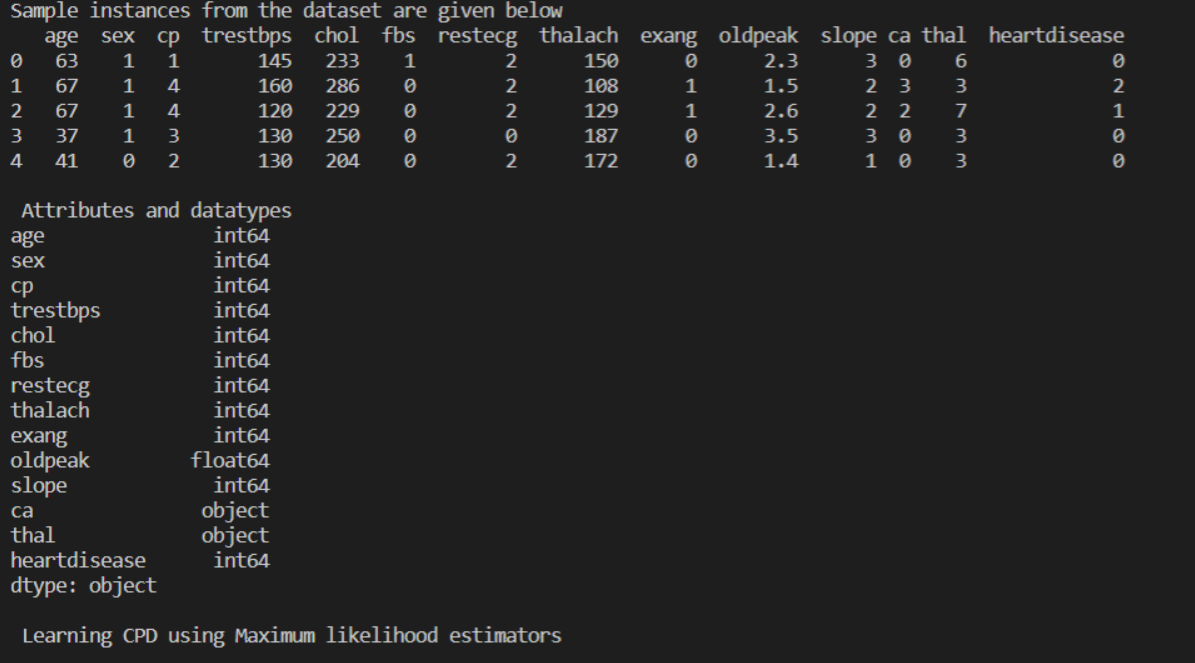 Sample instances from the dataset are given below
age sex cp trestbps chol fbs restecg thalach exang oldpeak slope ca thal heartdisease
0 63 1 1 145 233 1 2 150 0 2.3 3 0 6 0
1 67 1 4 160 286 0 2 108 1 1.5 2 3 3 2
2 67 1 4 120 229 0 2 129 1 2.6 2 2 7 1
3 37 1 3 130 250 0 0 187 0 3.5 3 0 3 0
4 41 0 2 130 204 0 2 172 0 1.4 1 0 3 0
Attributes and datatypes
age int64
sex int64
cp int64
trestbps int64
chol int64
fbs int64
restecg int64
thalach int64
exang int64
oldpeak float64
slope int64
ca object
thal object
heartdisease int64
dtype: object
Learning CPD using Maximum likelihood estimators